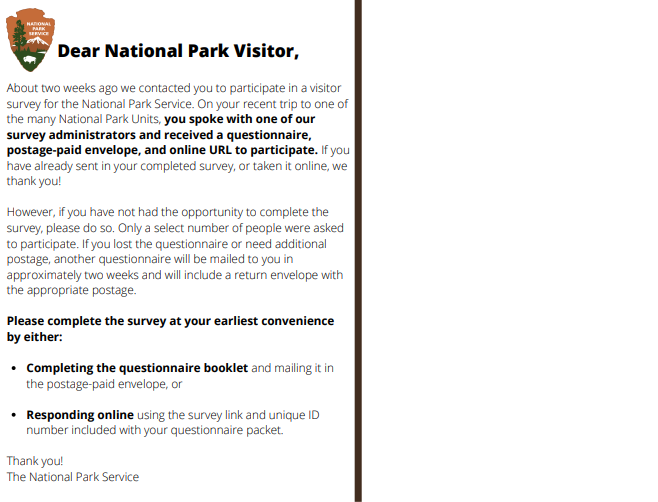 NATIONAL
PARK
SERVICE
Dear National Park Visitor,
About two weeks ago we contacted you to participate in a visitor
survey for the National Park Service. On your recent trip to one of
the many National Park Units, you spoke with one of our
survey administrators and received a questionnaire,
postage-paid envelope, and online URL to participate. If you
have already sent in your completed survey, or taken it online, we
thank you!
However, if you have not had the opportunity to complete the
survey, please do so. Only a select number of people were asked
to participate. If you lost the questionnaire or need additional
postage, another questionnaire will be mailed to you in
approximately two weeks and will include a return envelope with
the appropriate postage.
Please complete the survey at your earliest convenience
by either:
• Completing the questionnaire booklet and mailing it in
the postage-paid envelope, or
• Responding online using the survey link and unique ID
number included with your questionnaire packet.
Thank you!
The National Park Service